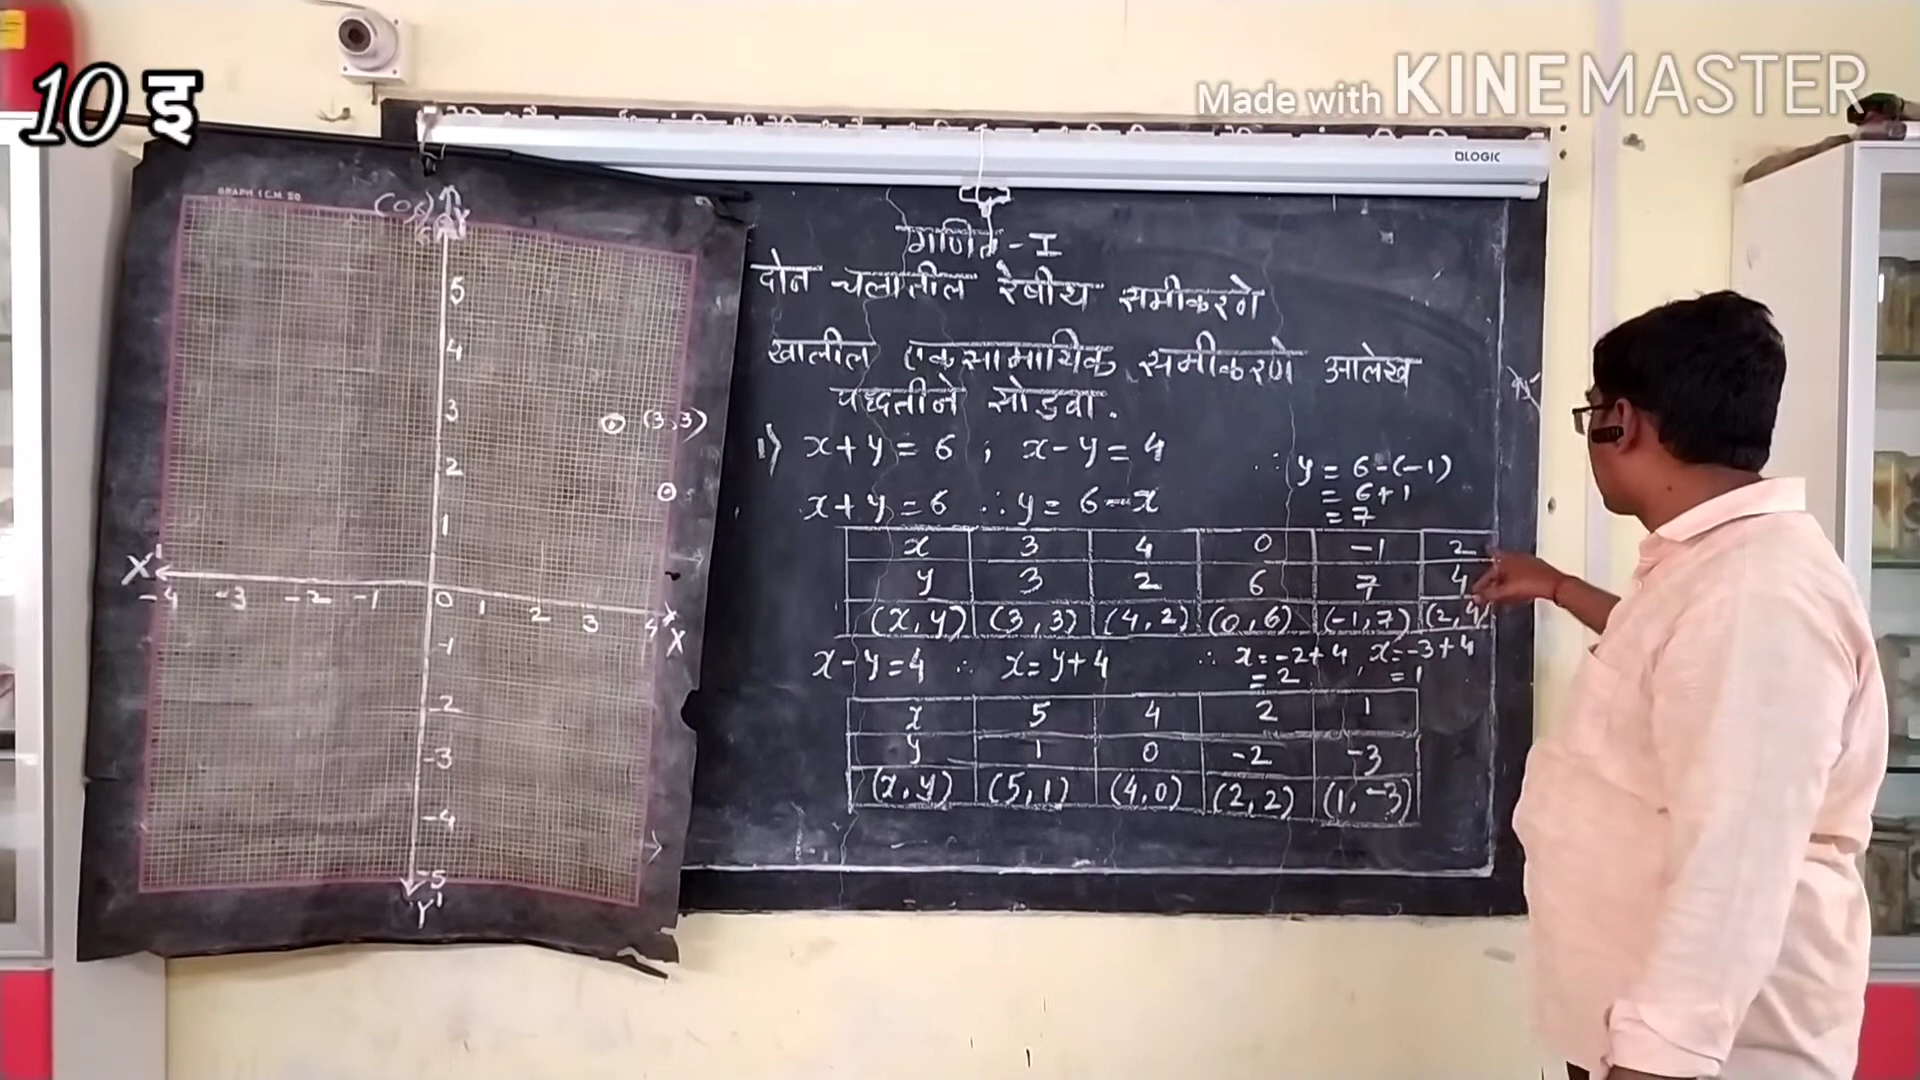 10 इ
Made with KINEMASTER
LOGIC
GRAPH 1 C.M. 50
Y
5
4
3 (3,3)
2
1
X' -4 -3 -2 -1 0 1 2 3 4 X
-1
-2
-3
-4
-5
Y'
गणित - I
दोन चलातील रेषीय समीकरणे
खालील एकसामायिक समीकरणे आलेख
पद्धतीने सोडवा.
1) x+y=6 ; x-y=4
∴ y = 6-(-1)
= 6+1
= 7
x+y=6 ∴ y = 6-x
x 3 4 0 -1 2
y 3 2 6 7 4
(x,y) (3,3) (4,2) (0,6) (-1,7) (2,4)
x-y=4 ∴ x=y+4 ∴ x=-2+4, x=-3+4
=2 , =1
x 5 4 2 1
y 1 0 -2 -3
(x,y) (5,1) (4,0) (2,2) (1,-3)